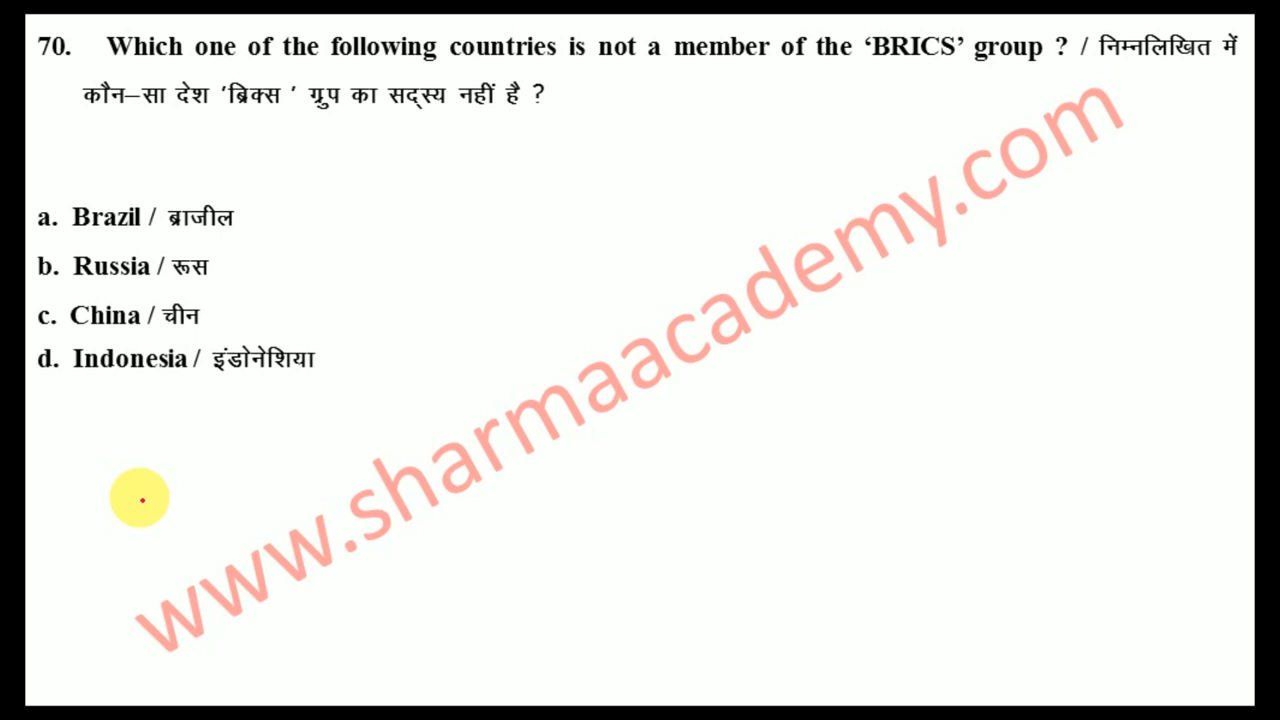 70. Which one of the following countries is not a member of the ‘BRICS’ group ? / निम्नलिखित में
कौन–सा देश ‘ब्रिक्स ’ ग्रुप का सद्स्य नहीं है ?
a. Brazil / ब्राजील
b. Russia / रूस
c. China / चीन
d. Indonesia / इंडोनेशिया
www.sharmaacademy.com